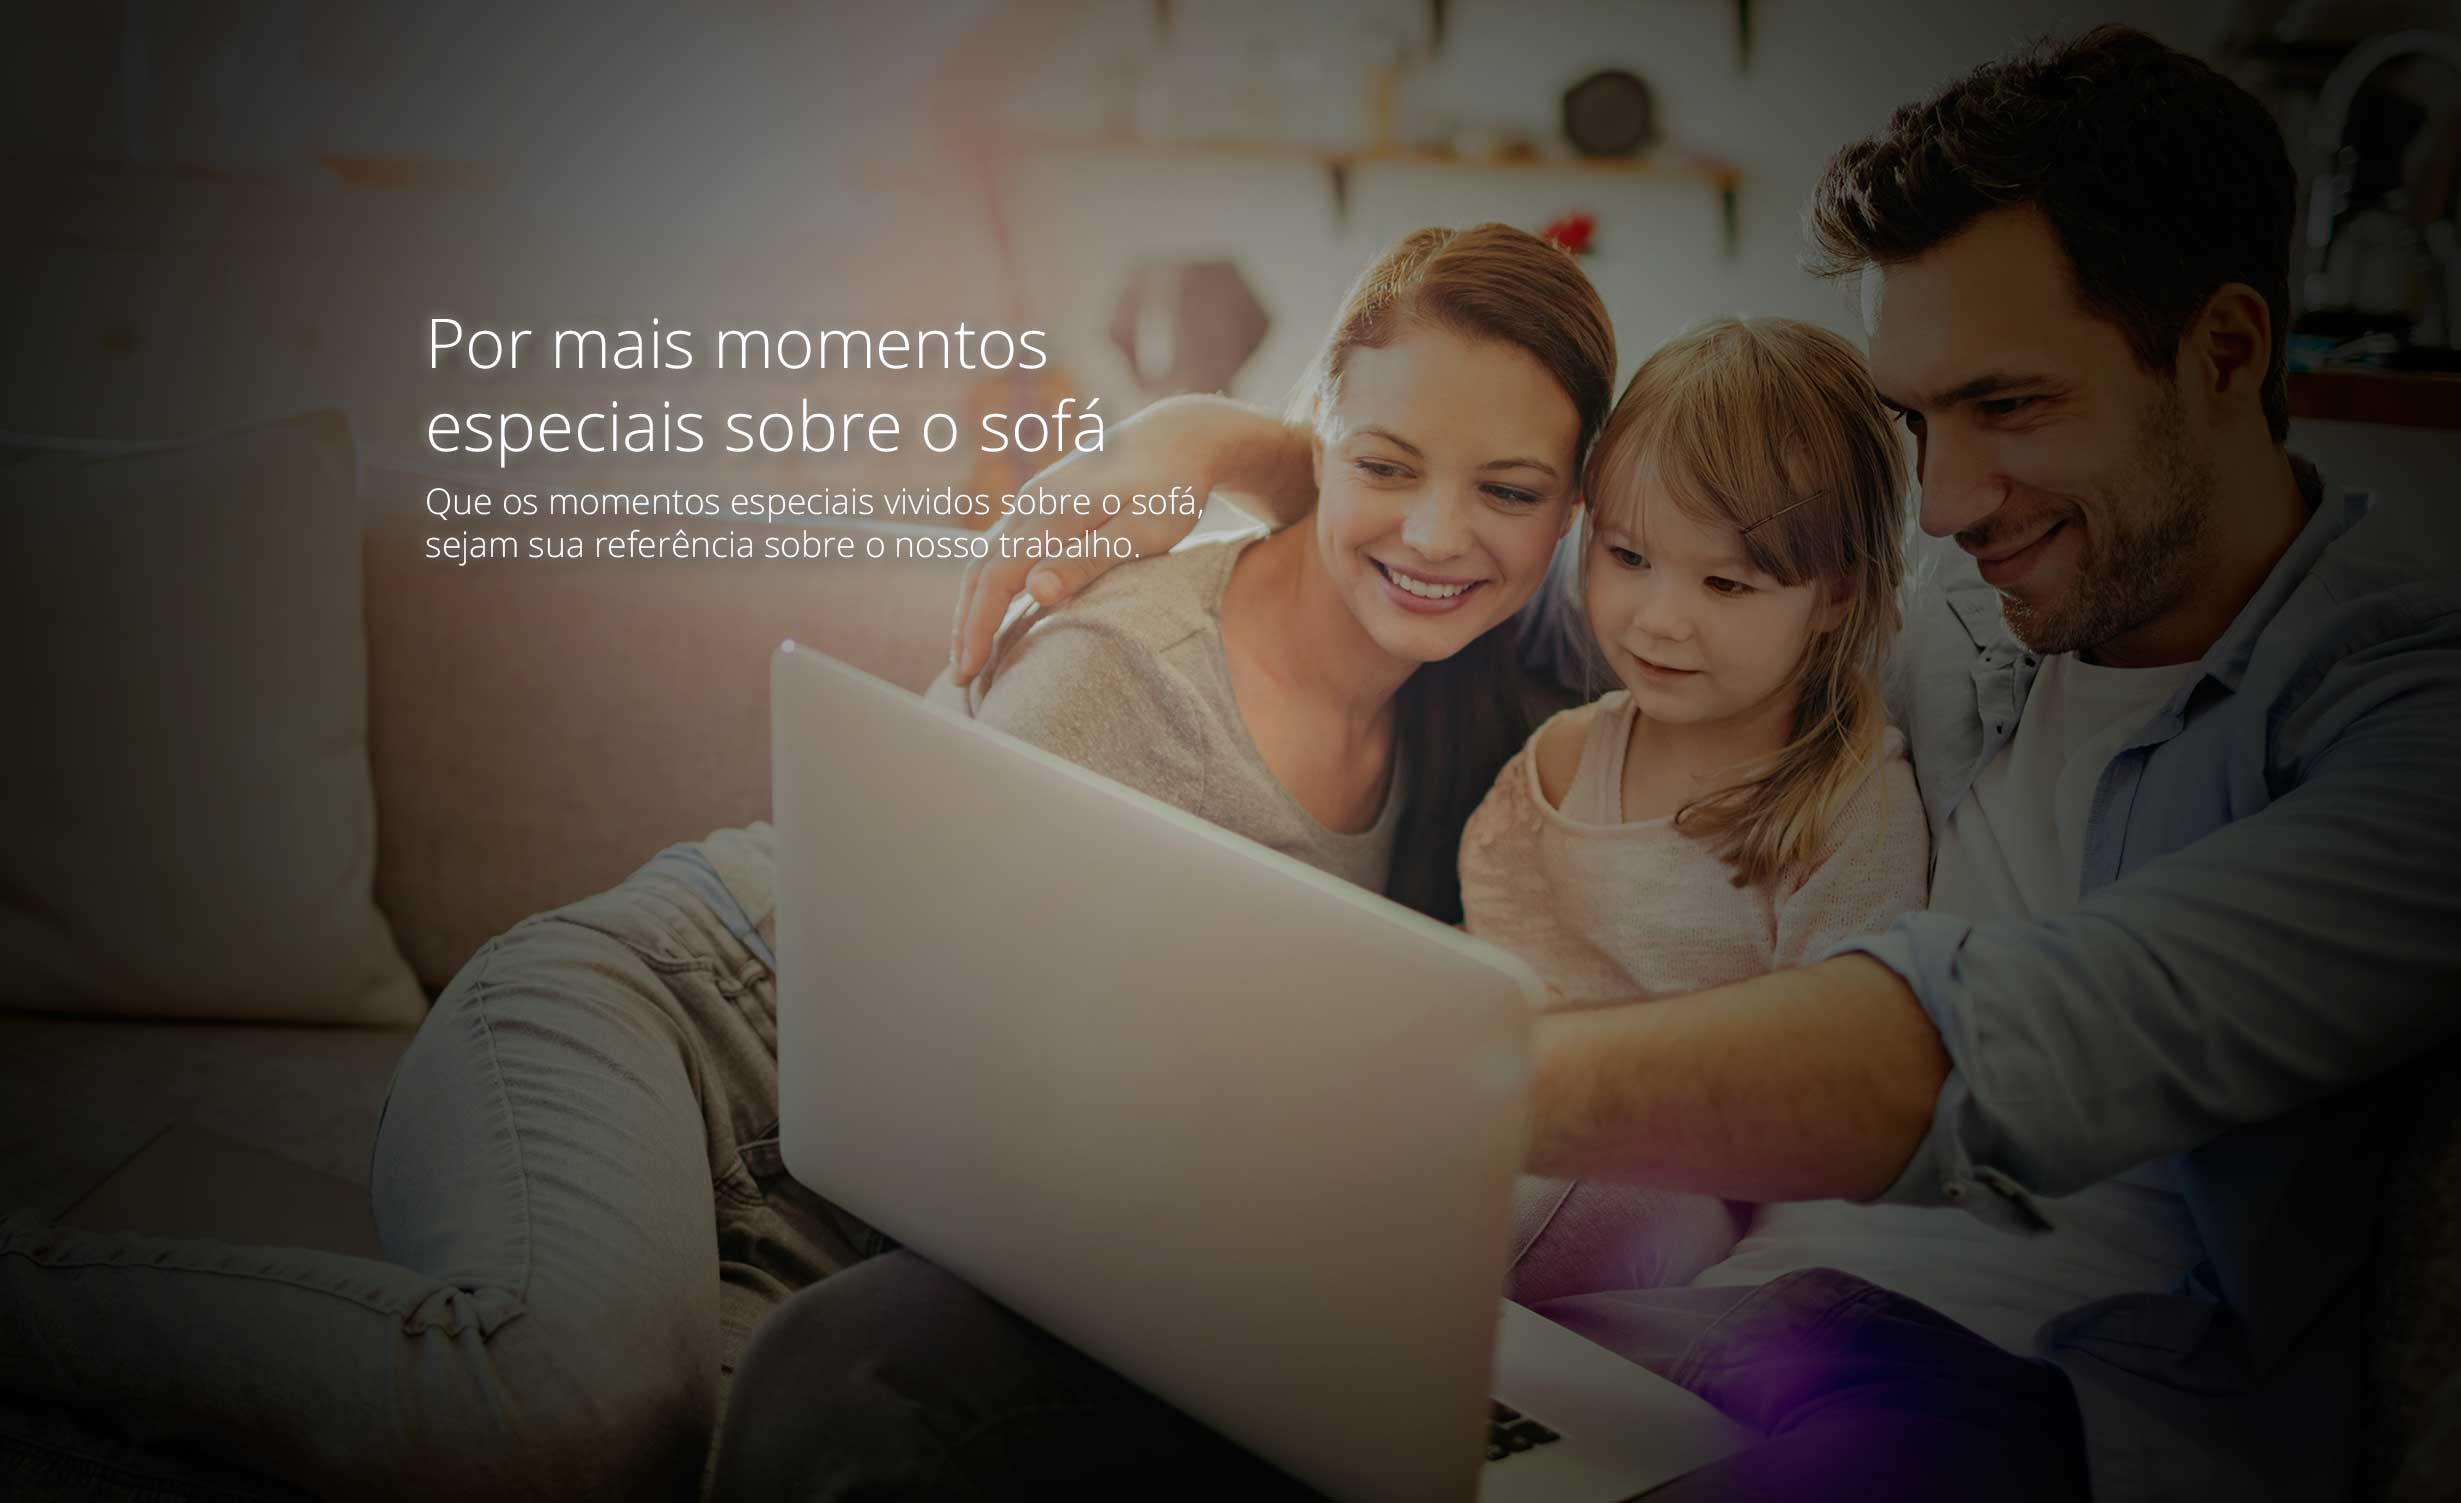 Por mais momentos
especiais sobre o sofá
Que os momentos especiais vividos sobre o sofá,
sejam sua referência sobre o nosso trabalho.